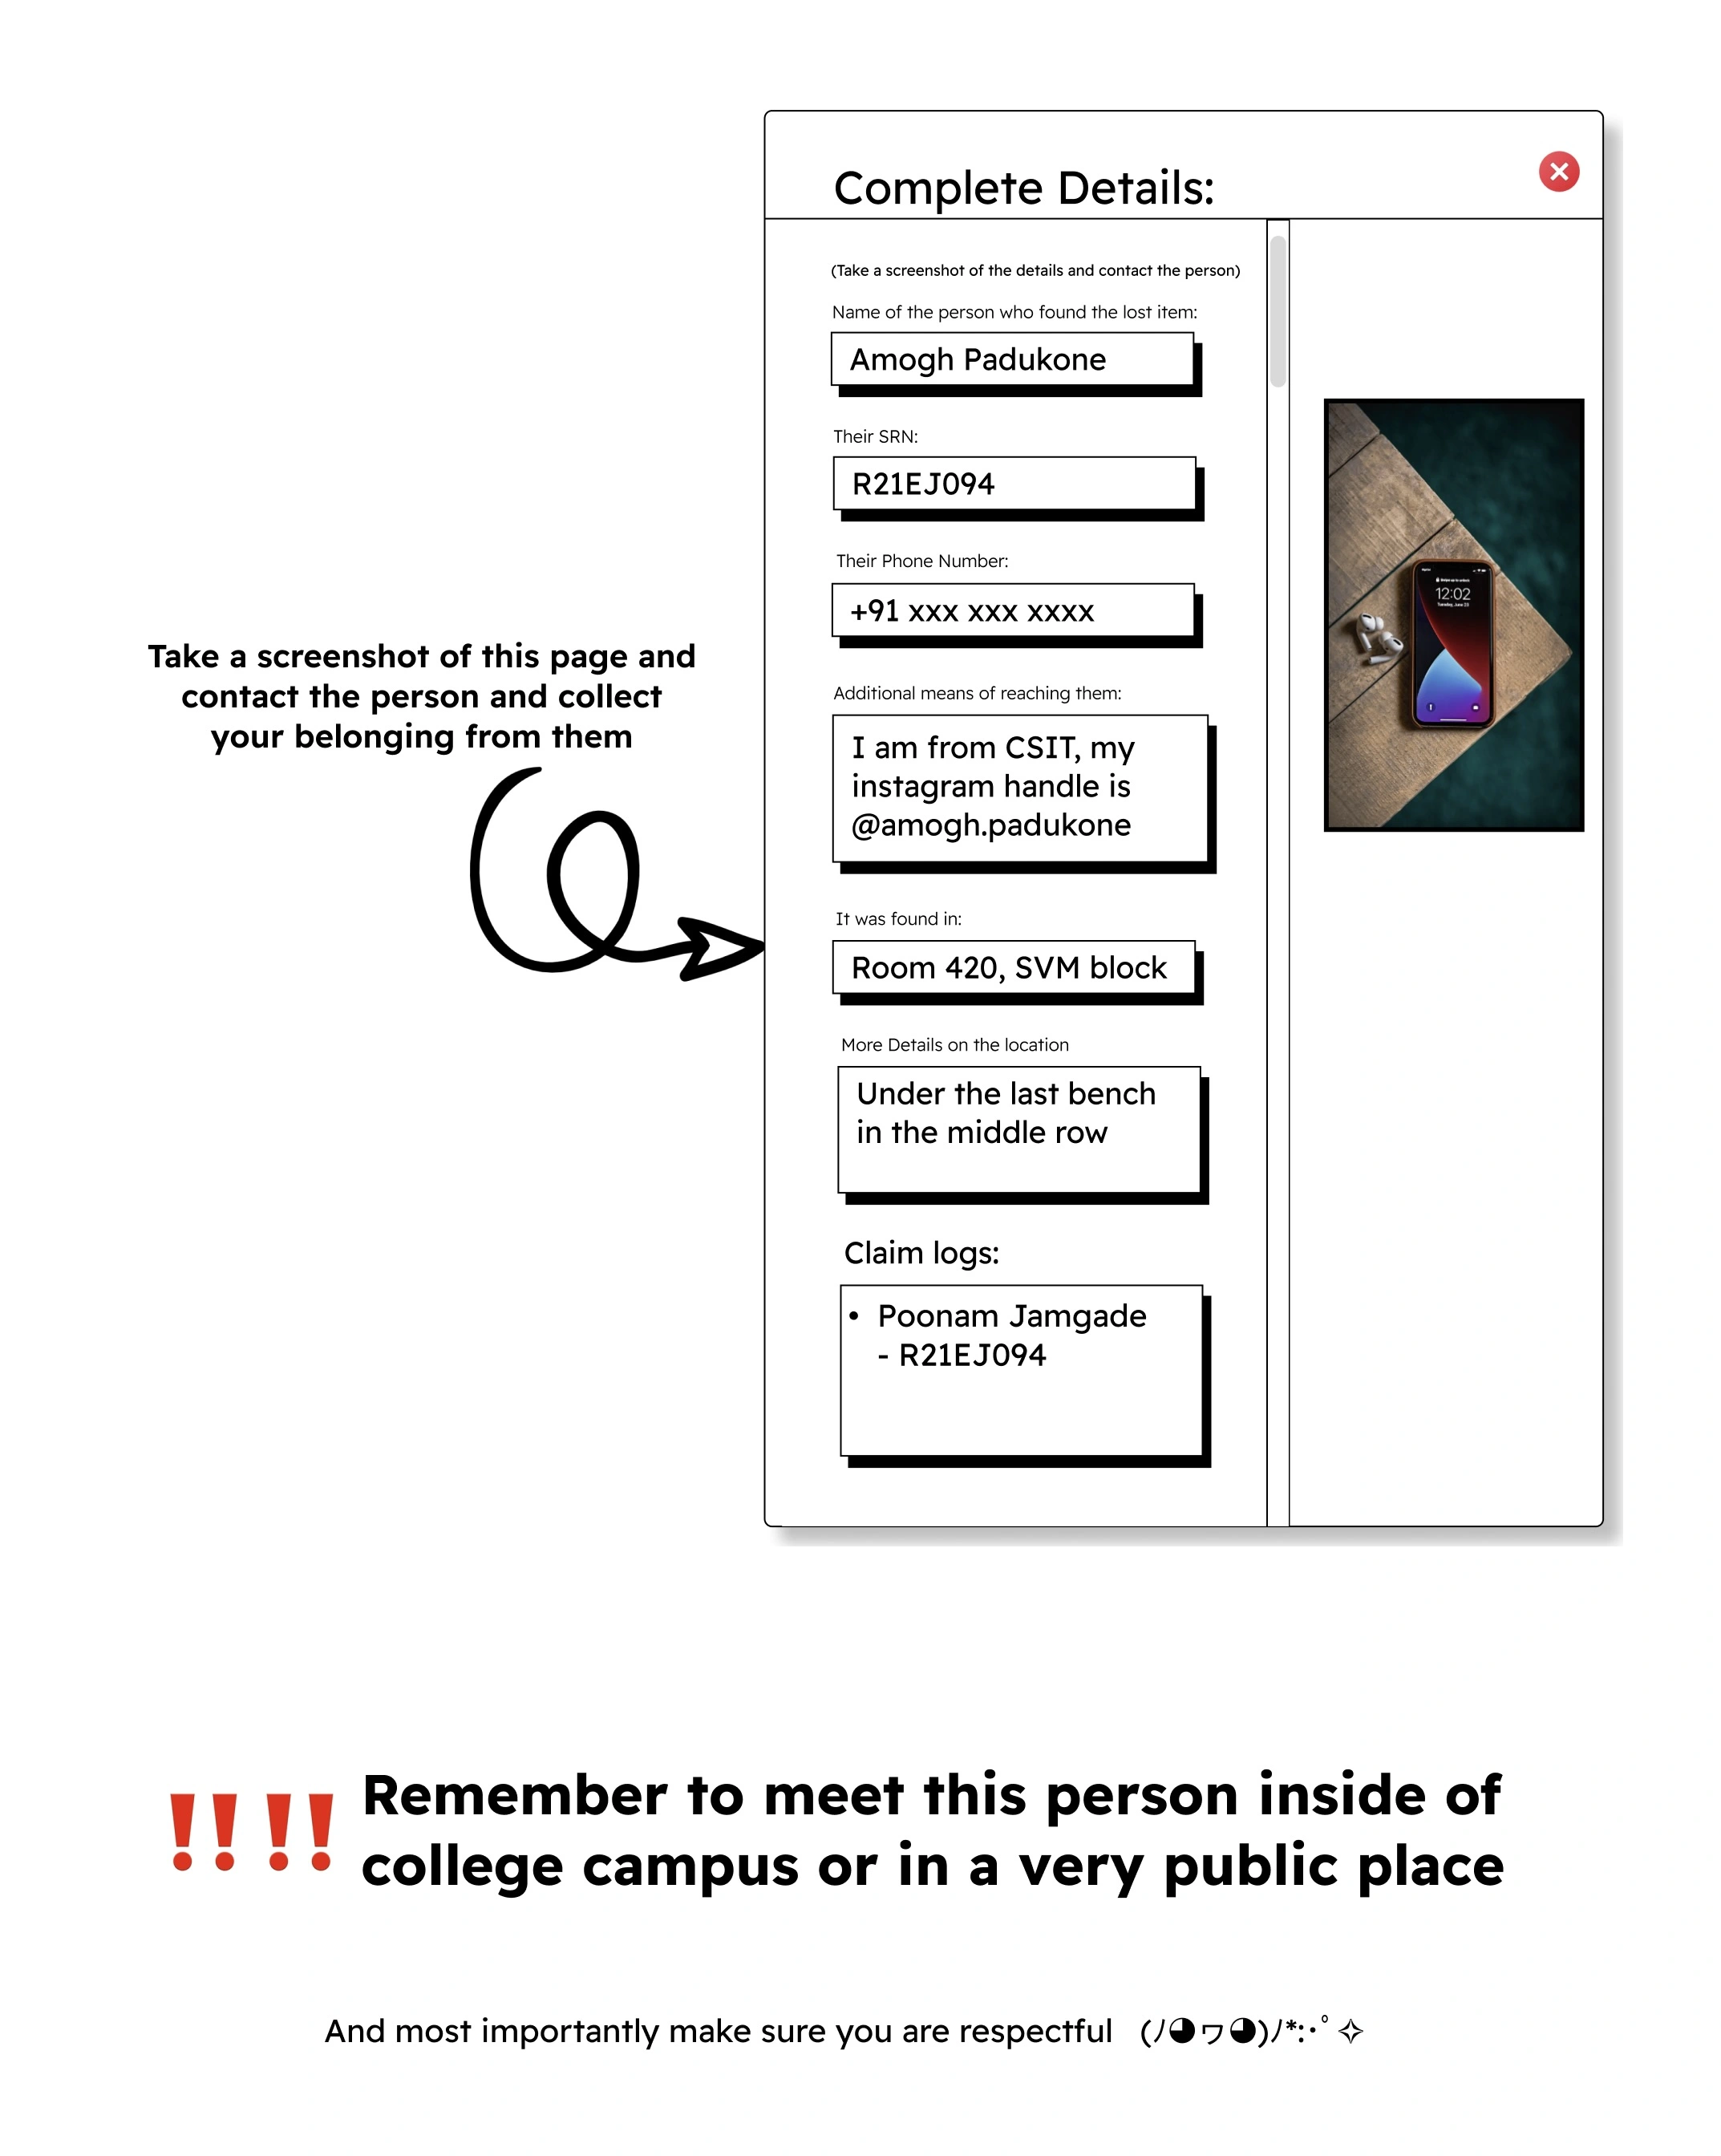 Complete Details:
(Take a screenshot of the details and contact the person)
Name of the person who found the lost item:
Amogh Padukone
Their SRN:
R21EJ094
Their Phone Number:
+91 xxx xxx xxxx
Additional means of reaching them:
I am from CSIT, my
instagram handle is
@amogh.padukone
It was found in:
Room 420, SVM block
More Details on the location
Under the last bench
in the middle row
Claim logs:
• Poonam Jamgade
- R21EJ094
12:02
Tuesday, June 23
Take a screenshot of this page and
contact the person and collect
your belonging from them
‼️‼️ Remember to meet this person inside of
college campus or in a very public place
And most importantly make sure you are respectful (ﾉ◕ヮ◕)ﾉ*:･ﾟ✧